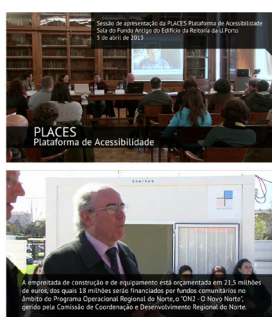 Sessão de apresentação da PLACES Plataforma de Acessibilidade
Sala do Fundo Antigo do Edifício da Reitoria da U.Porto
5 de abril de 2013
PLACES
Plataforma de Acessibilidade
A empreitada de construção e de equipamento está orçamentada em 21,5 milhões
de euros, dos quais 18 milhões serão financiados por fundos comunitários no
âmbito do Programa Operacional Regional do Norte, o "ON2 - O Novo Norte",
gerido pela Comissão de Coordenação e Desenvolvimento Regional do Norte.